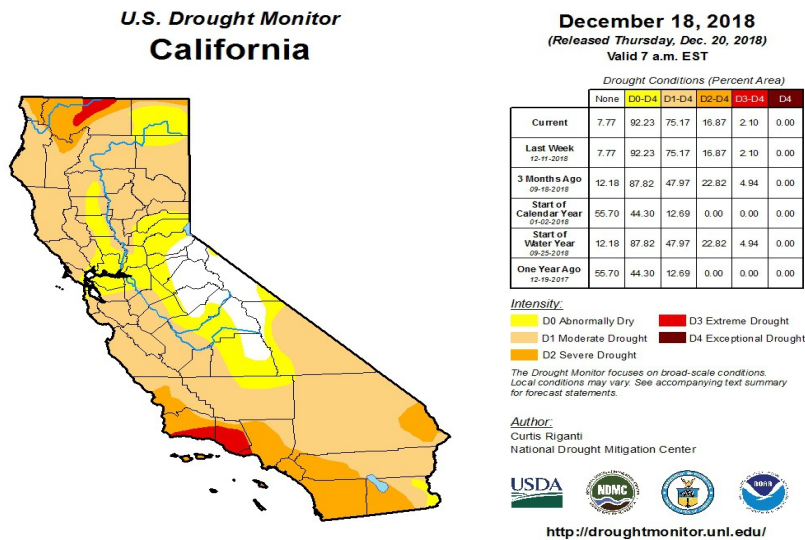 U.S. Drought Monitor
California
December 18, 2018
(Released Thursday, Dec. 20, 2018)
Valid 7 a.m. EST
Drought Conditions (Percent Area)
None D0-D4 D1-D4 D2-D4 D3-D4 D4
Current 7.77 92.23 75.17 16.87 2.10 0.00
Last Week
12-11-2018
7.77 92.23 75.17 16.87 2.10 0.00
3 Months Ago
09-18-2018
12.18 87.82 47.97 22.82 4.94 0.00
Start of
Calendar Year
01-02-2018
55.70 44.30 12.69 0.00 0.00 0.00
Start of
Water Year
09-25-2018
12.18 87.82 47.97 22.82 4.94 0.00
One Year Ago
12-19-2017
55.70 44.30 12.69 0.00 0.00 0.00
Intensity:
D0 Abnormally Dry
D1 Moderate Drought
D2 Severe Drought
D3 Extreme Drought
D4 Exceptional Drought
The Drought Monitor focuses on broad-scale conditions.
Local conditions may vary. See accompanying text summary
for forecast statements.
Author:
Curtis Riganti
National Drought Mitigation Center
USDA
NDMC
NOAA
http://droughtmonitor.unl.edu/